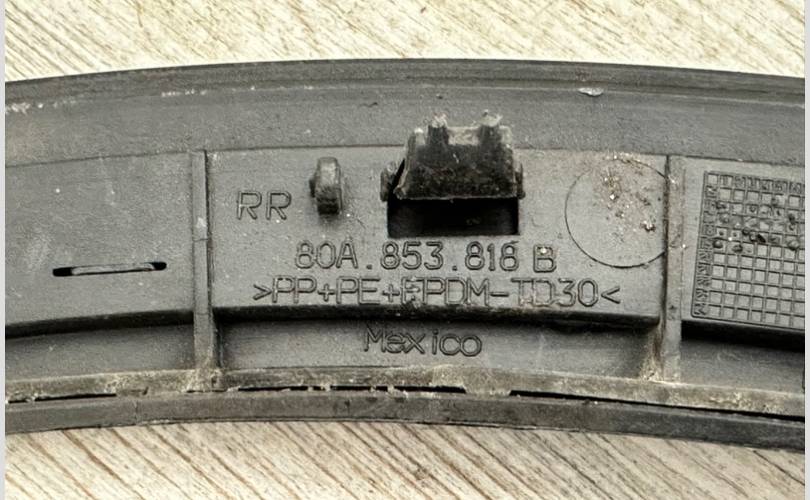 RR
80A.853.818 B
>PP+PE+EPDM-TD30<
Mexico